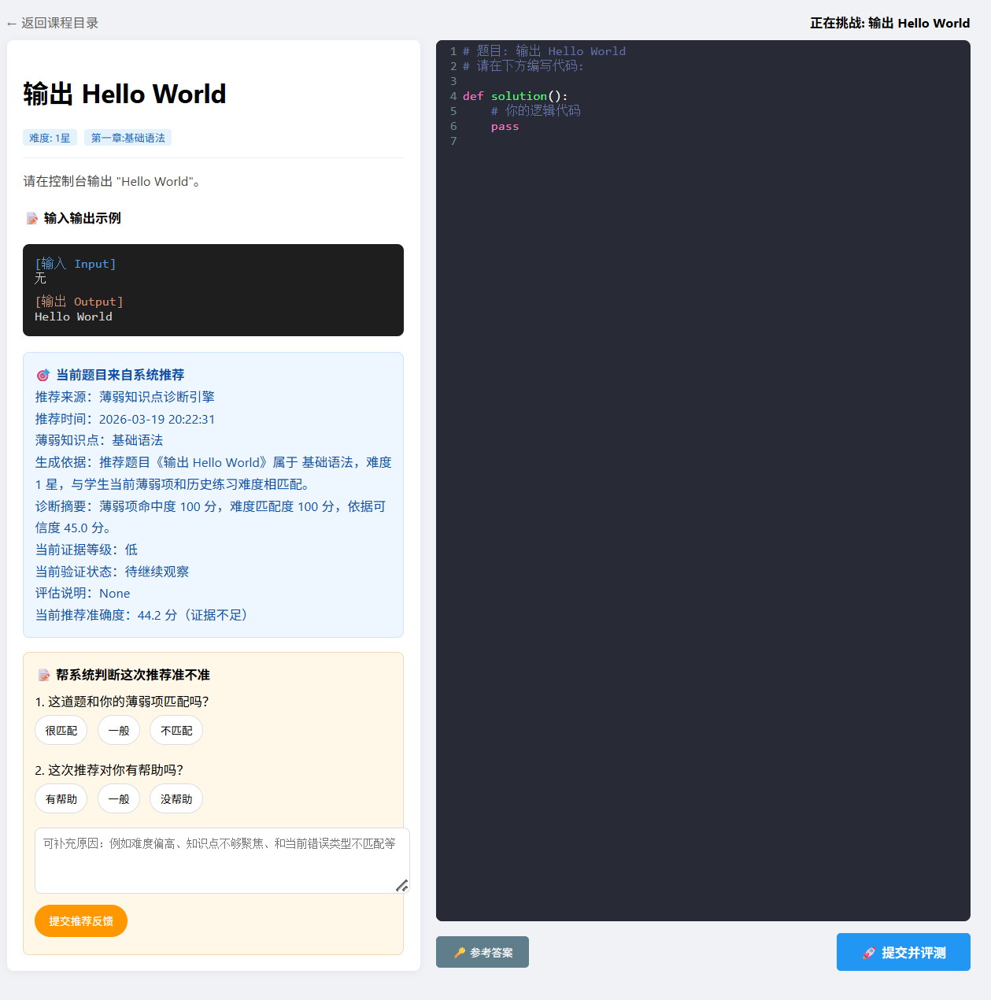 ← 返回课程目录
正在挑战: 输出 Hello World
输出 Hello World
难度: 1星
第一章:基础语法
请在控制台输出 "Hello World"。
📝 输入输出示例
[输入 Input]
无
[输出 Output]
Hello World
🎯 当前题目来自系统推荐
推荐来源：薄弱知识点诊断引擎
推荐时间：2026-03-19 20:22:31
薄弱知识点：基础语法
生成依据：推荐题目《输出 Hello World》属于 基础语法，难度
1 星，与学生当前薄弱项和历史练习难度相匹配。
诊断摘要：薄弱项命中度 100 分，难度匹配度 100 分，依据可
信度 45.0 分。
当前证据等级：低
当前验证状态：待继续观察
评估说明：None
当前推荐准确度：44.2 分（证据不足）
📝 帮系统判断这次推荐准不准
1. 这道题和你的薄弱项匹配吗？
很匹配
一般
不匹配
2. 这次推荐对你有帮助吗？
有帮助
一般
没帮助
可补充原因：例如难度偏高、知识点不够聚焦、和当前错误类型不匹配等
提交推荐反馈
1 # 题目: 输出 Hello World
2 # 请在下方编写代码:
3
4 def solution():
5     # 你的逻辑代码
6     pass
7
🔑 参考答案
🚀 提交并评测